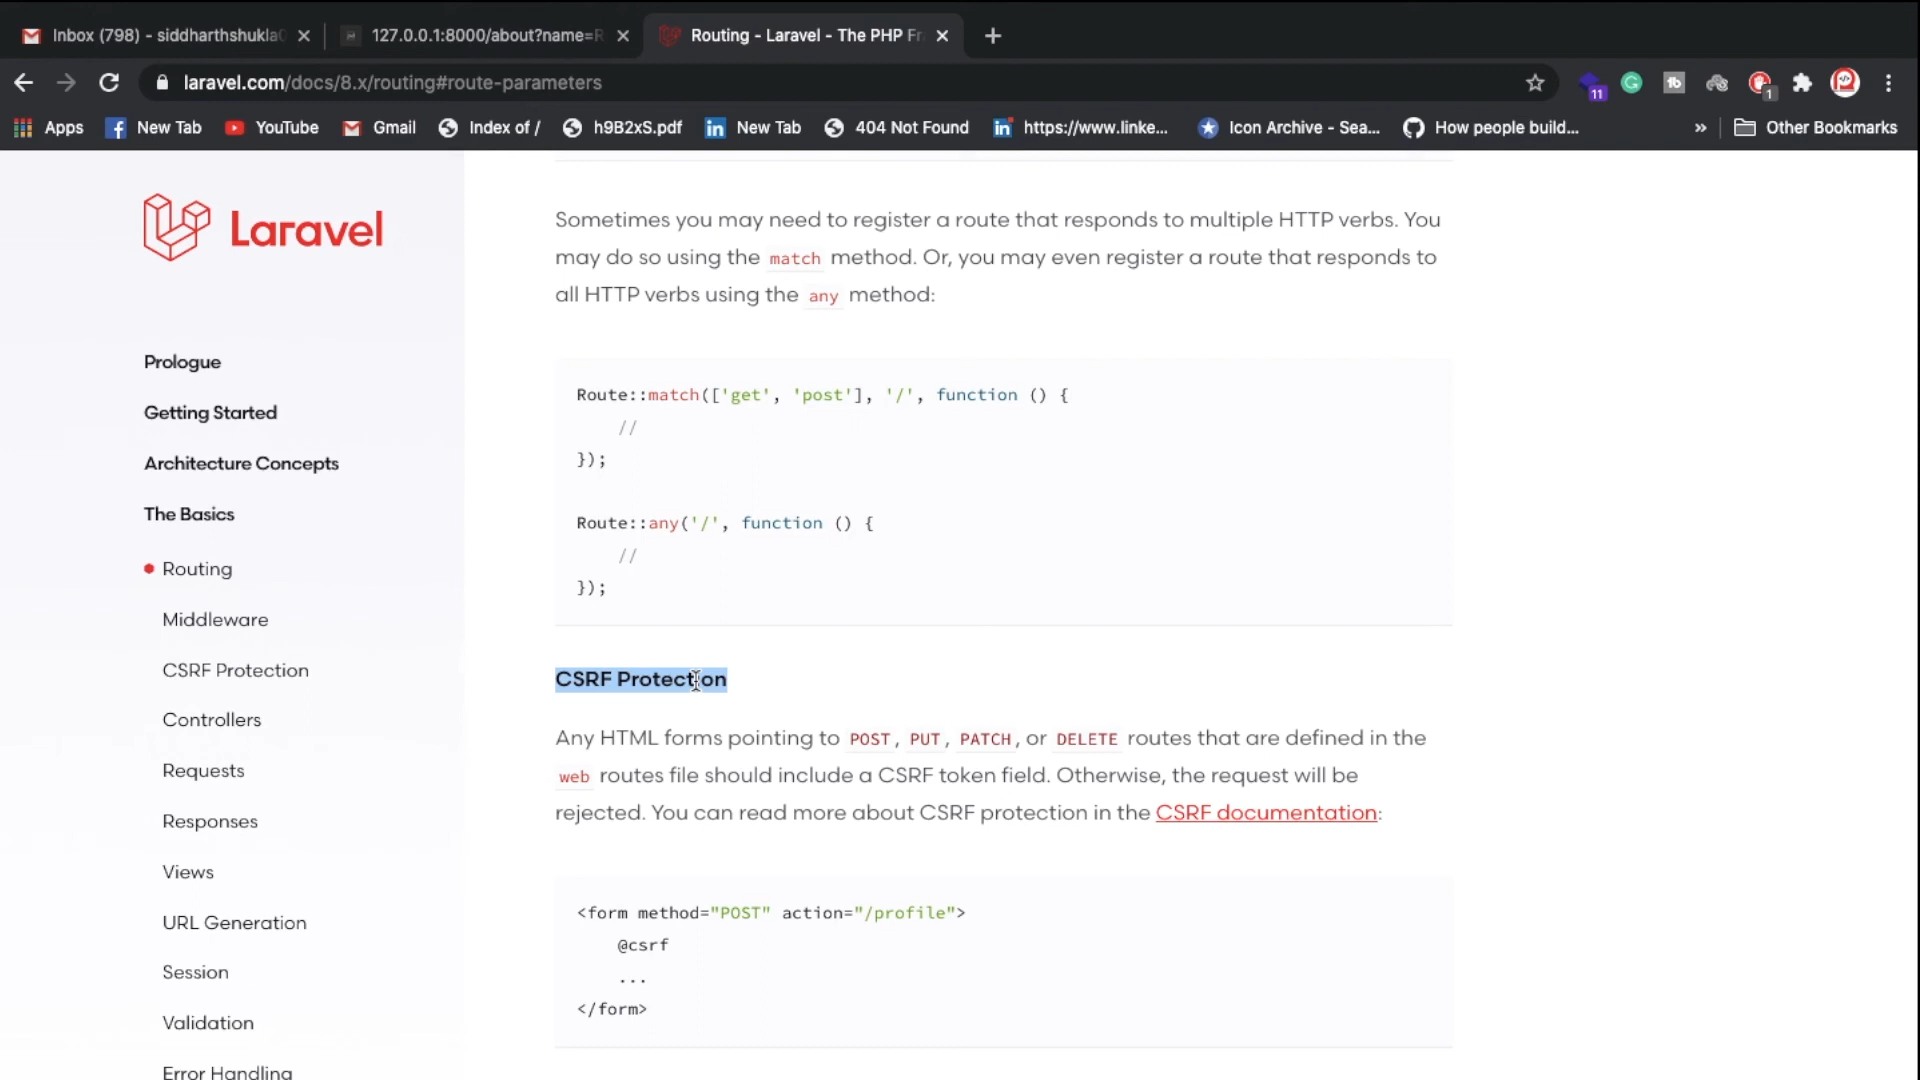 Inbox (798) - siddharthshukla
127.0.0.1:8000/about?name=R
Routing - Laravel - The PHP Fr
laravel.com/docs/8.x/routing#route-parameters
11
1
Apps
New Tab
YouTube
Gmail
Index of /
h9B2xS.pdf
New Tab
404 Not Found
https://www.linke...
Icon Archive - Sea...
How people build...
»
Other Bookmarks
Laravel
Prologue
Getting Started
Architecture Concepts
The Basics
Routing
Middleware
CSRF Protection
Controllers
Requests
Responses
Views
URL Generation
Session
Validation
Error Handling
Sometimes you may need to register a route that responds to multiple HTTP verbs. You
may do so using the match method. Or, you may even register a route that responds to
all HTTP verbs using the any method:
Route::match(['get', 'post'], '/', function () {
//
});
Route::any('/', function () {
//
});
CSRF Protection
Any HTML forms pointing to POST, PUT, PATCH, or DELETE routes that are defined in the
web routes file should include a CSRF token field. Otherwise, the request will be
rejected. You can read more about CSRF protection in the CSRF documentation:
<form method="POST" action="/profile">
@csrf
...
</form>